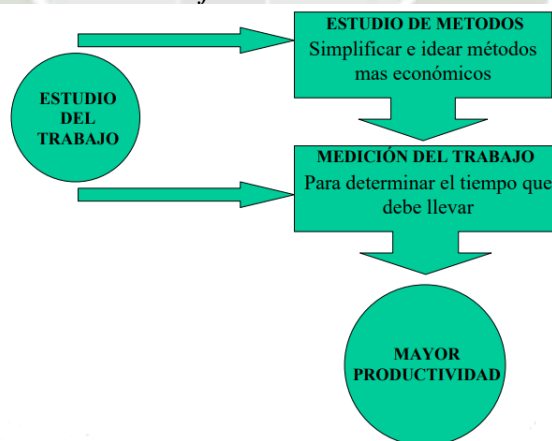 ESTUDIO
DEL
TRABAJO
ESTUDIO DE METODOS
Simplificar e idear métodos
mas económicos
MEDICIÓN DEL TRABAJO
Para determinar el tiempo que
debe llevar
MAYOR
PRODUCTIVIDAD